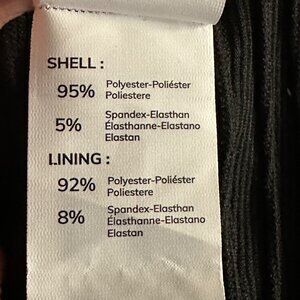 SHELL :
95% Polyester-Poliéster
Poliestere
5% Spandex-Elasthan
Élasthanne-Elastano
Elastan
LINING :
92% Polyester-Poliéster
Poliestere
8% Spandex-Elasthan
Élasthanne-Elastano
Elastan